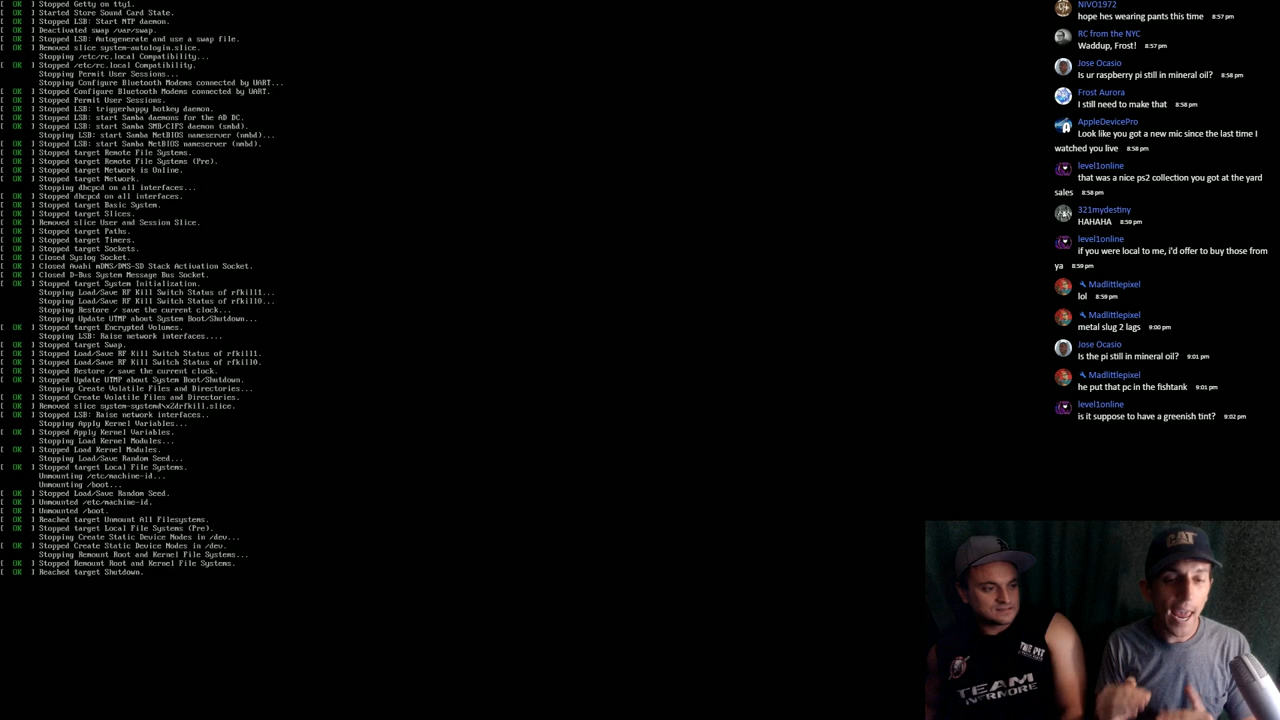 [  OK  ] Stopped Getty on tty1.
[  OK  ] Started Store Sound Card State.
[  OK  ] Stopped LSB: Start NTP daemon.
[  OK  ] Deactivated swap /var/swap.
[  OK  ] Stopped LSB: Autogenerate and use a swap file.
[  OK  ] Removed slice system-autologin.slice.
Stopping /etc/rc.local Compatibility...
[  OK  ] Stopped /etc/rc.local Compatibility.
Stopping Permit User Sessions...
Stopping Configure Bluetooth Modems connected by UART...
[  OK  ] Stopped Configure Bluetooth Modems connected by UART.
[  OK  ] Stopped Permit User Sessions.
[  OK  ] Stopped LSB: triggerhappy hotkey daemon.
[  OK  ] Stopped LSB: start Samba daemons for the AD DC.
[  OK  ] Stopped LSB: start Samba SMB/CIFS daemon (smbd).
Stopping LSB: start Samba NetBIOS nameserver (nmbd)...
[  OK  ] Stopped LSB: start Samba NetBIOS nameserver (nmbd).
[  OK  ] Stopped target Remote File Systems.
[  OK  ] Stopped target Remote File Systems (Pre).
[  OK  ] Stopped target Network is Online.
[  OK  ] Stopped target Network.
Stopping dhcpcd on all interfaces...
[  OK  ] Stopped dhcpcd on all interfaces.
[  OK  ] Stopped target Basic System.
[  OK  ] Stopped target Slices.
[  OK  ] Removed slice User and Session Slice.
[  OK  ] Stopped target Paths.
[  OK  ] Stopped target Timers.
[  OK  ] Stopped target Sockets.
[  OK  ] Closed Syslog Socket.
[  OK  ] Closed Avahi mDNS/DNS-SD Stack Activation Socket.
[  OK  ] Closed D-Bus System Message Bus Socket.
[  OK  ] Stopped target System Initialization.
Stopping Load/Save RF Kill Switch Status of rfkill1...
Stopping Load/Save RF Kill Switch Status of rfkill0...
Stopping Restore / save the current clock...
Stopping Update UTMP about System Boot/Shutdown...
[  OK  ] Stopped target Encrypted Volumes.
Stopping LSB: Raise network interfaces....
[  OK  ] Stopped target Swap.
[  OK  ] Stopped Load/Save RF Kill Switch Status of rfkill1.
[  OK  ] Stopped Load/Save RF Kill Switch Status of rfkill0.
[  OK  ] Stopped Restore / save the current clock.
[  OK  ] Stopped Update UTMP about System Boot/Shutdown.
Stopping Create Volatile Files and Directories...
[  OK  ] Stopped Create Volatile Files and Directories.
[  OK  ] Removed slice system-systemd\x2drfkill.slice.
[  OK  ] Stopped LSB: Raise network interfaces..
Stopping Apply Kernel Variables...
[  OK  ] Stopped Apply Kernel Variables.
Stopping Load Kernel Modules...
[  OK  ] Stopped Load Kernel Modules.
Stopping Load/Save Random Seed...
[  OK  ] Stopped target Local File Systems.
Unmounting /etc/machine-id...
Unmounting /boot...
[  OK  ] Stopped Load/Save Random Seed.
[  OK  ] Unmounted /etc/machine-id.
[  OK  ] Unmounted /boot.
[  OK  ] Reached target Unmount All Filesystems.
[  OK  ] Stopped target Local File Systems (Pre).
Stopping Create Static Device Nodes in /dev...
[  OK  ] Stopped Create Static Device Nodes in /dev.
Stopping Remount Root and Kernel File Systems...
[  OK  ] Stopped Remount Root and Kernel File Systems.
[  OK  ] Reached target Shutdown.
NIVO1972
hope hes wearing pants this time 8:57 pm
RC from the NYC
Waddup, Frost! 8:57 pm
Jose Ocasio
Is ur raspberry pi still in mineral oil? 8:58 pm
Frost Aurora
I still need to make that 8:58 pm
AppleDevicePro
Look like you got a new mic since the last time I
watched you live 8:58 pm
level1online
that was a nice ps2 collection you got at the yard
sales 8:58 pm
321mydestiny
HAHAHA 8:59 pm
level1online
if you were local to me, i'd offer to buy those from
ya 8:59 pm
Madlittlepixel
lol 8:59 pm
Madlittlepixel
metal slug 2 lags 9:00 pm
Jose Ocasio
Is the pi still in mineral oil? 9:01 pm
Madlittlepixel
he put that pc in the fishtank 9:01 pm
level1online
is it suppose to have a greenish tint? 9:02 pm
CAT
THE PIT
TEAM